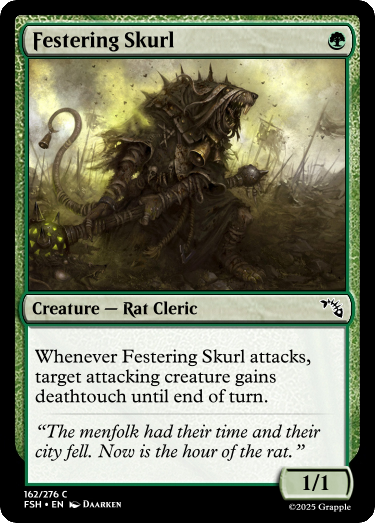 Festering Skurl
Creature — Rat Cleric
Whenever Festering Skurl attacks,
target attacking creature gains
deathtouch until end of turn.
“The menfolk had their time and their
city fell. Now is the hour of the rat.”
1/1
162/276 C
FSH • EN Daarken
©2025 Grapple